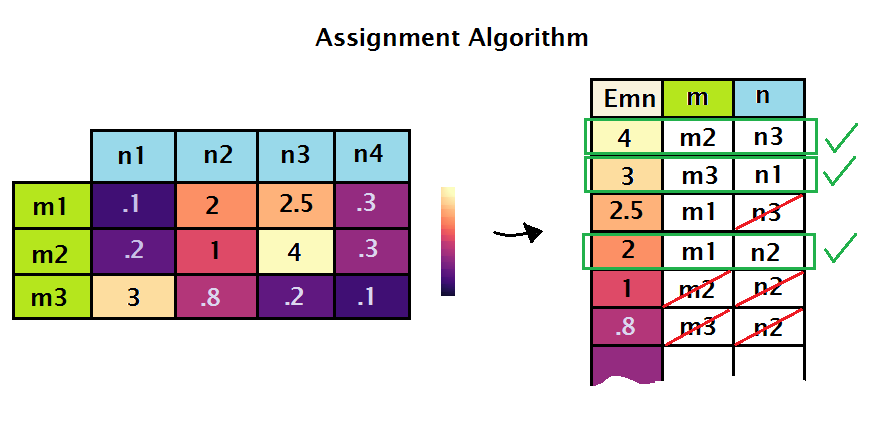 Assignment Algorithm
n1 n2 n3 n4
m1 .1 2 2.5 .3
m2 .2 1 4 .3
m3 3 .8 .2 .1
Emn m n
4 m2 n3
3 m3 n1
2.5 m1 n3
2 m1 n2
1 m2 n2
.8 m3 n2